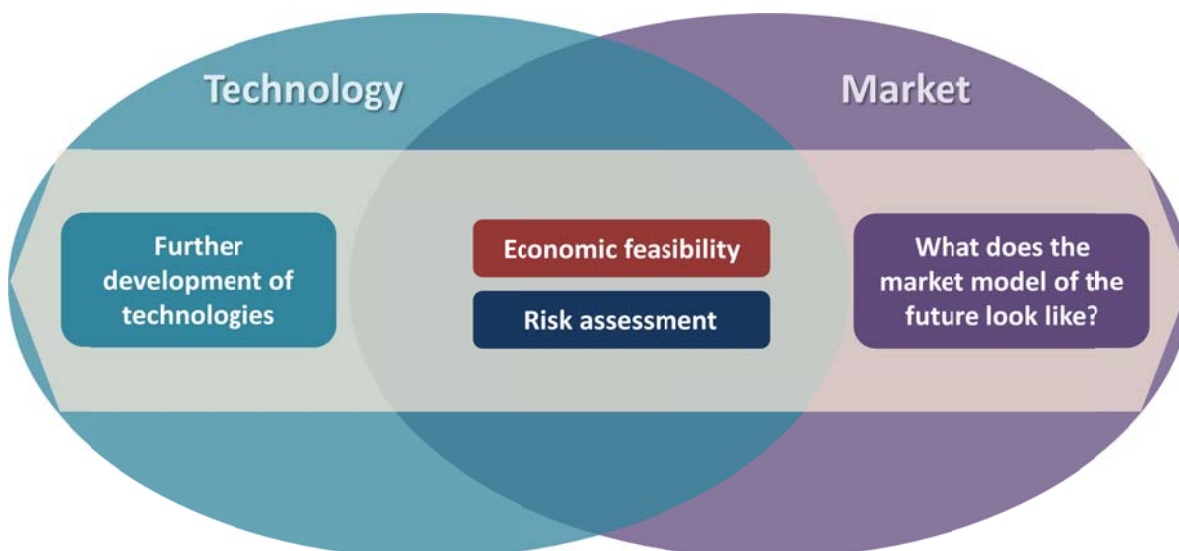 Technology
Market
Further
development of
technologies
Economic feasibility
Risk assessment
What does the
market model of the
future look like?